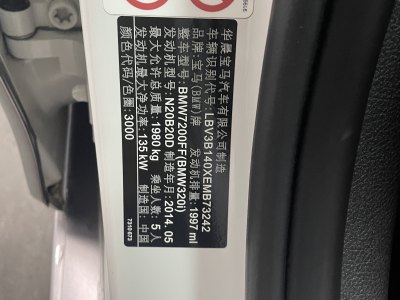 华晨宝马汽车有限公司制造
车辆识别代号: LBV3B140XEMB73242
品牌:宝马(BMW)牌 发动机排量: 1997 ml
整车型号: BMW7200FF(BMW320i)
发动机型号: N20B20D 制造年月: 2014. 05
最大允许总质量: 1980 kg 乘坐人数: 5 人
发动机最大净功率: 135 kW 制造国: 中国
颜色代码/色圈: 3000
7310 673